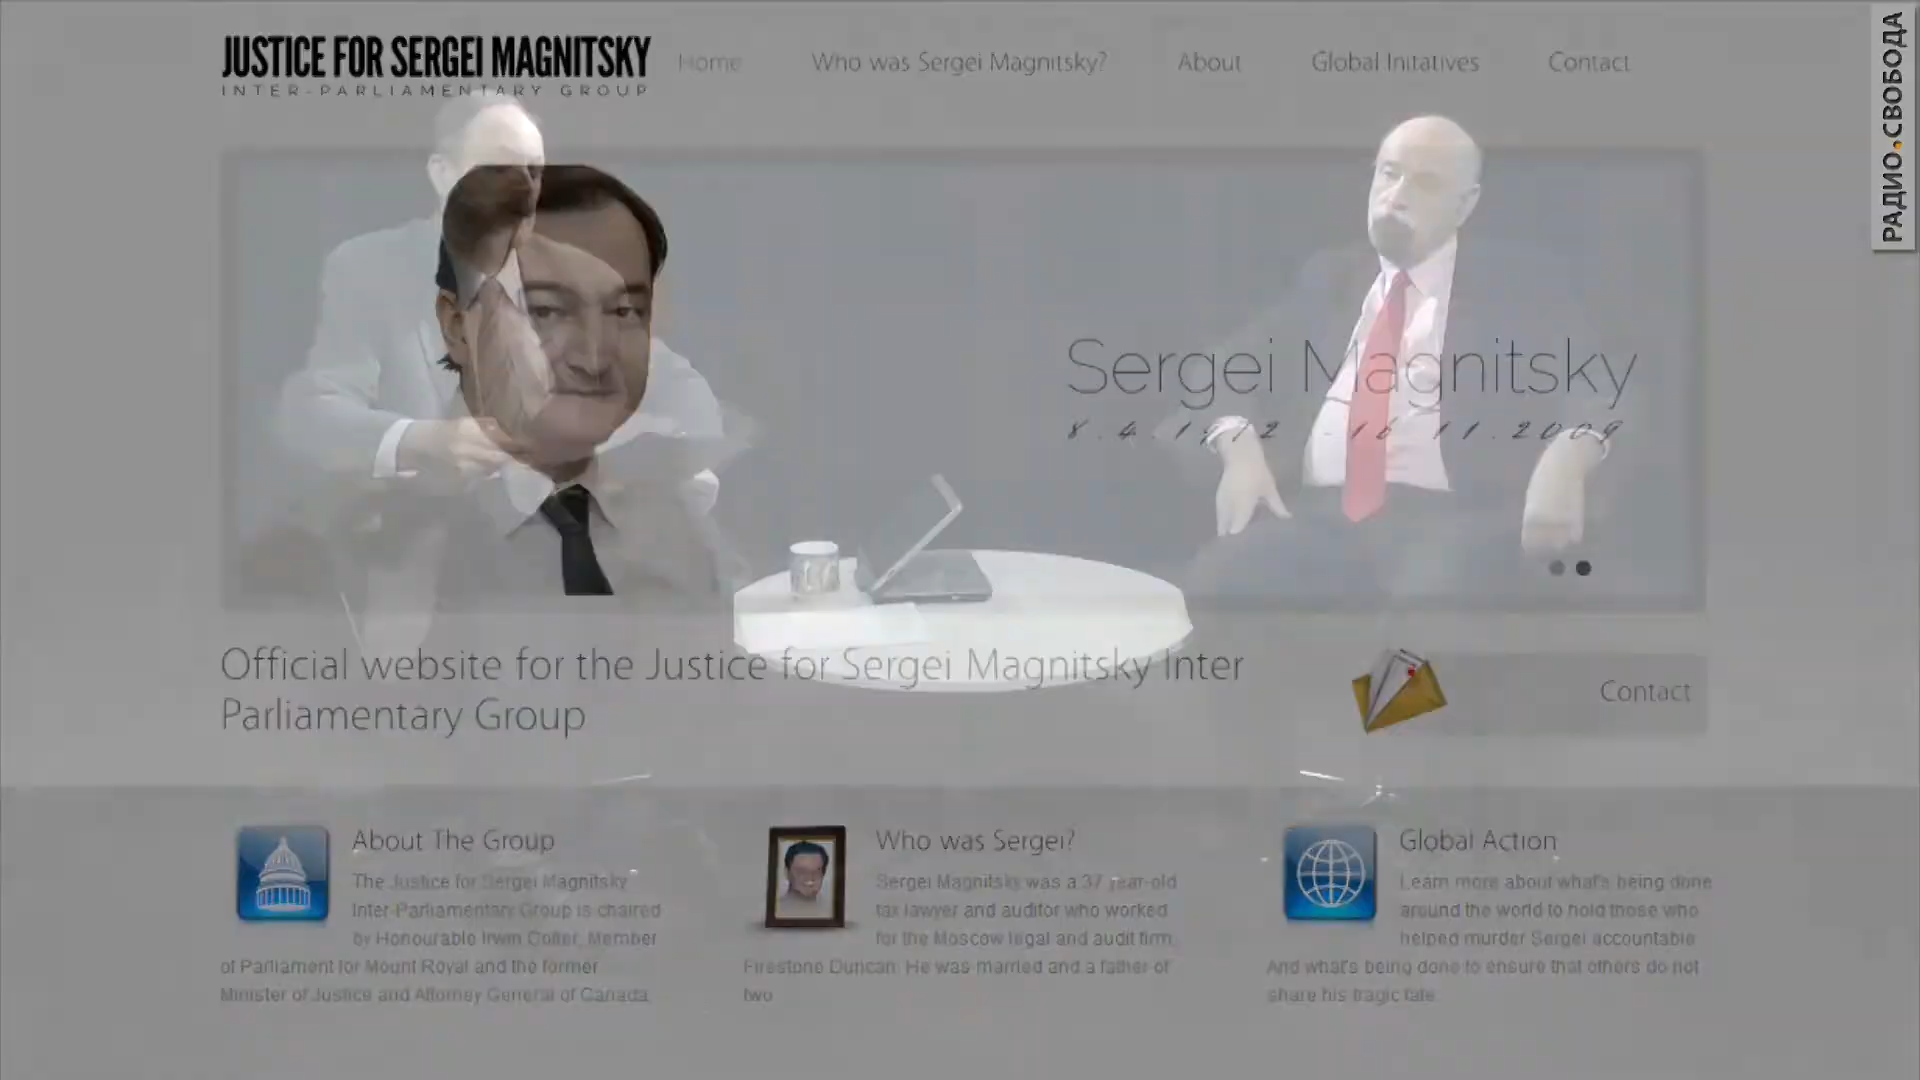 JUSTICE FOR SERGEI MAGNITSKY
INTER-PARLIAMENTARY GROUP
Home
Who was Sergei Magnitsky?
About
Global Initatives
Contact
РАДИО СВОБОДА
Sergei Magnitsky
8.4.1972 - 16.11.2009
Official website for the Justice for Sergei Magnitsky Inter
Parliamentary Group
Contact
About The Group
The Justice for Sergei Magnitsky
Inter-Parliamentary Group is chaired
by Honourable Irwin Cotler, Member
of Parliament for Mount Royal and the former
Minister of Justice and Attorney General of Canada.
Who was Sergei?
Sergei Magnitsky was a 37 year-old
tax lawyer and auditor who worked
for the Moscow legal and audit firm,
Firestone Duncan. He was married and a father of
two.
Global Action
Learn more about what's being done
around the world to hold those who
helped murder Sergei accountable.
And what's being done to ensure that others do not
share his tragic fate.